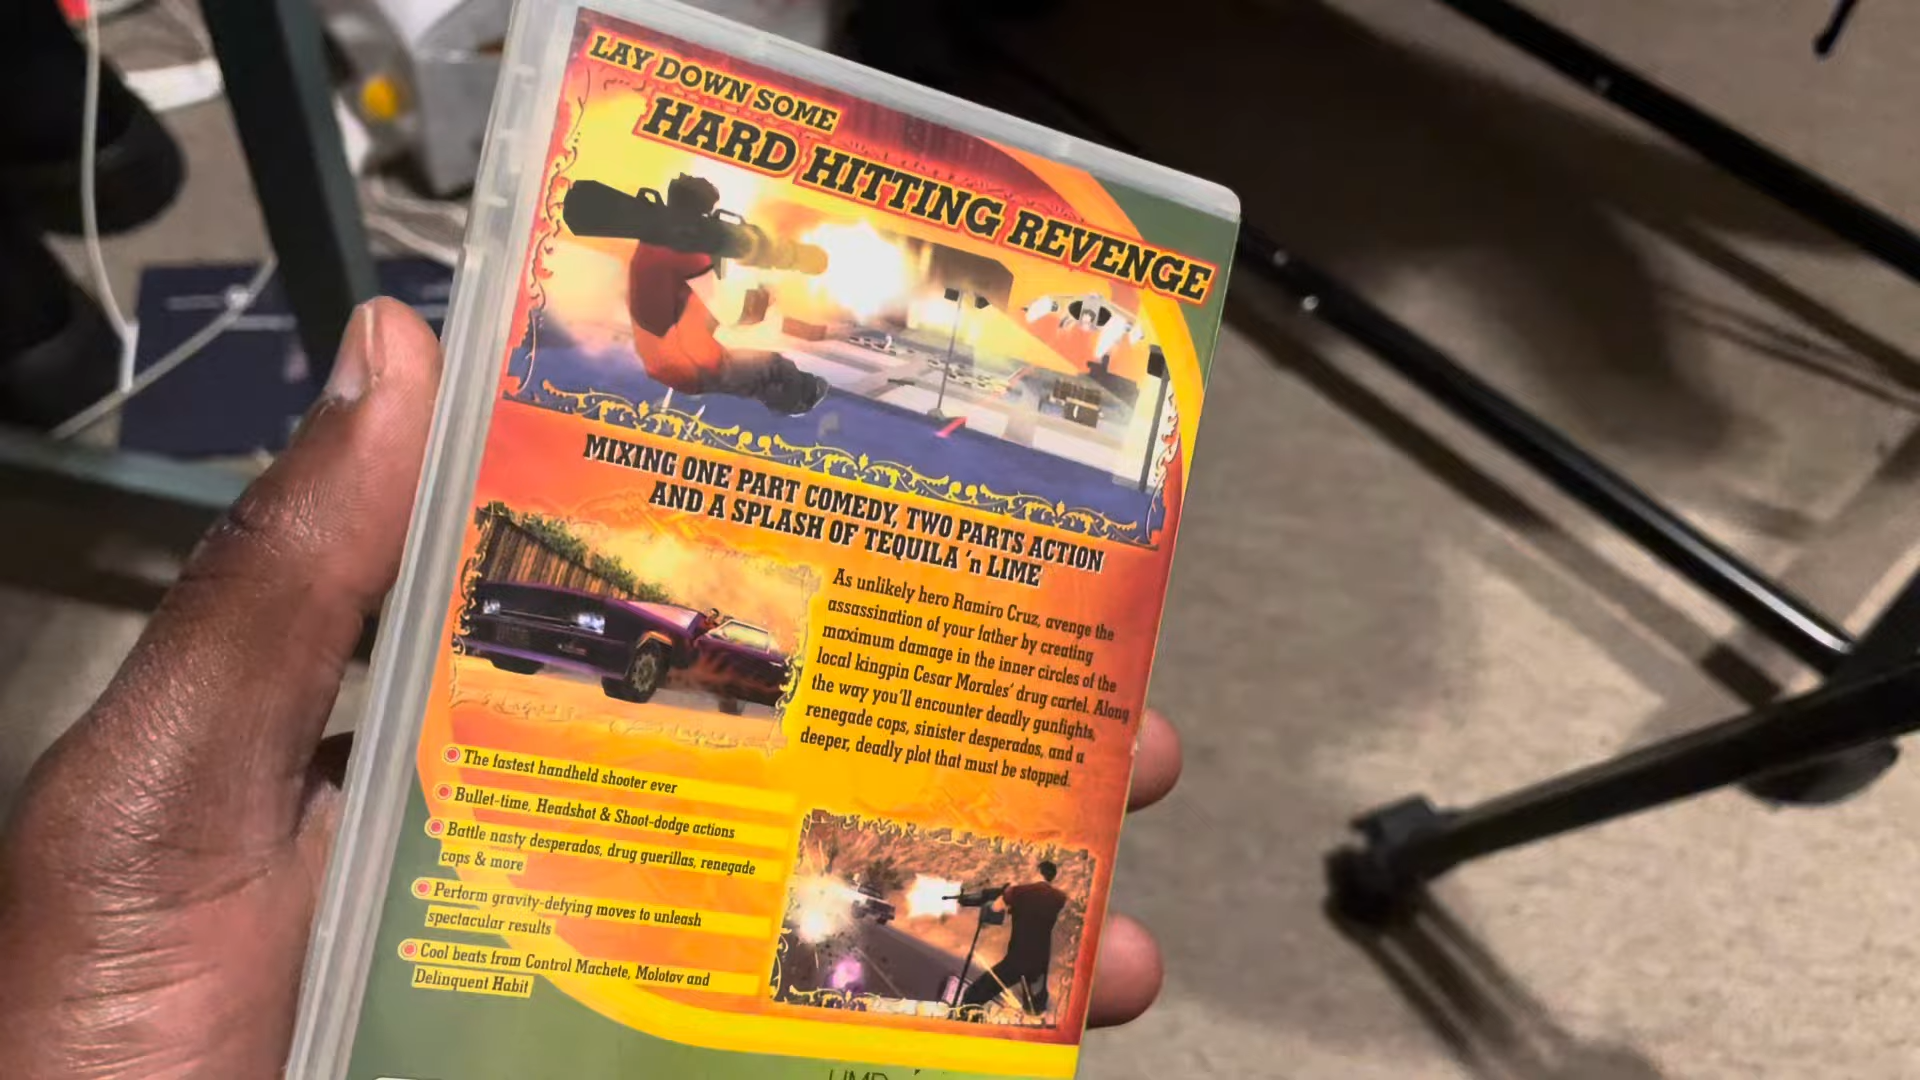 LAY DOWN SOME
HARD HITTING REVENGE
MIXING ONE PART COMEDY, TWO PARTS ACTION
AND A SPLASH OF TEQUILA 'n LIME
As unlikely hero Ramiro Cruz, avenge the
assassination of your father by creating
maximum damage in the inner circles of the
local kingpin Cesar Morales' drug cartel. Along
the way you'll encounter deadly gunfights,
renegade cops, sinister desperados, and a
deeper, deadly plot that must be stopped.
The fastest handheld shooter ever
Bullet-time, Headshot & Shoot-dodge actions
Battle nasty desperados, drug guerillas, renegade
cops & more
Perform gravity-defying moves to unleash
spectacular results
Cool beats from Control Machete, Molotov and
Delinquent Habit